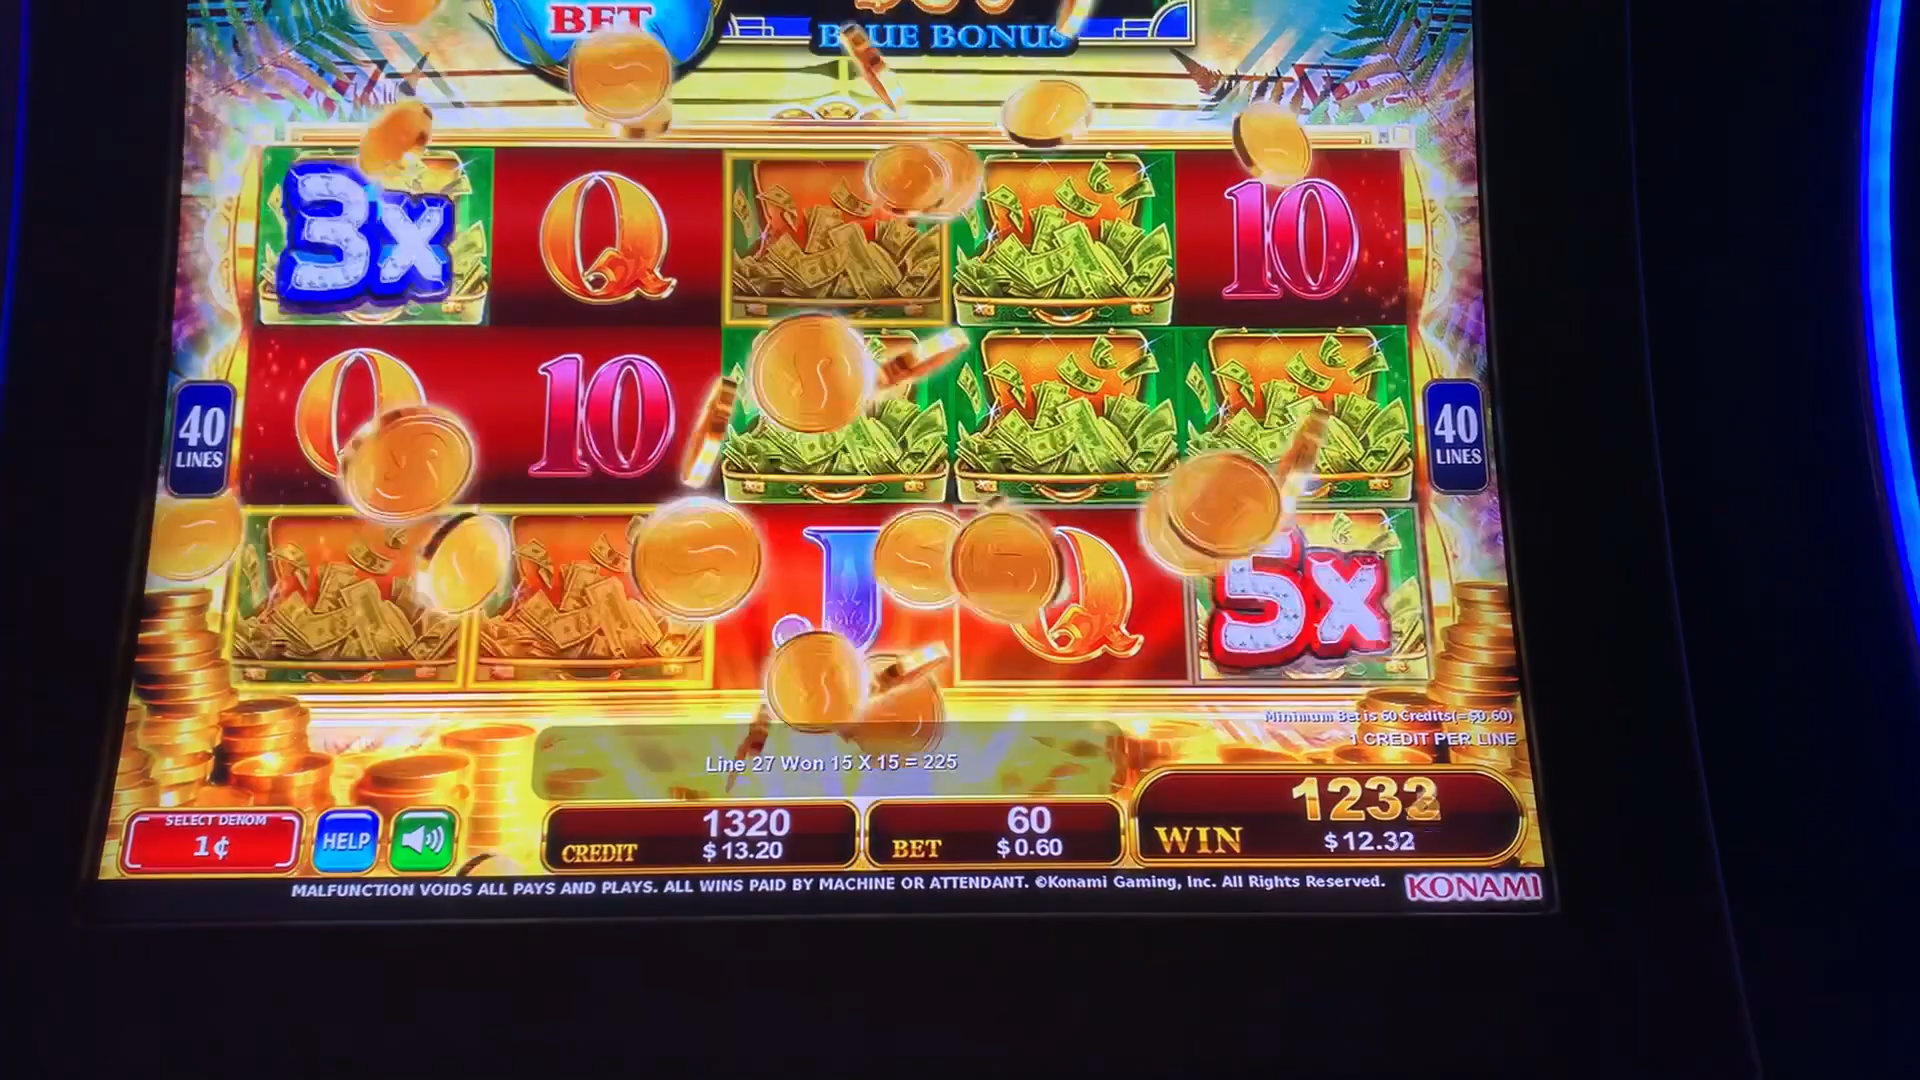 BET
BLUE BONUS
3x
Q
10
Q
10
40
LINES
40
LINES
J
Q
5x
Minimum Bet is 60 Credits(=$0.60)
1 CREDIT PER LINE
Line 27 Won 15 X 15 = 225
SELECT DENOM
1¢
HELP
CREDIT
1320
$13.20
BET
60
$0.60
WIN
1232
$12.32
MALFUNCTION VOIDS ALL PAYS AND PLAYS. ALL WINS PAID BY MACHINE OR ATTENDANT. ©Konami Gaming, Inc. All Rights Reserved.
KONAMI